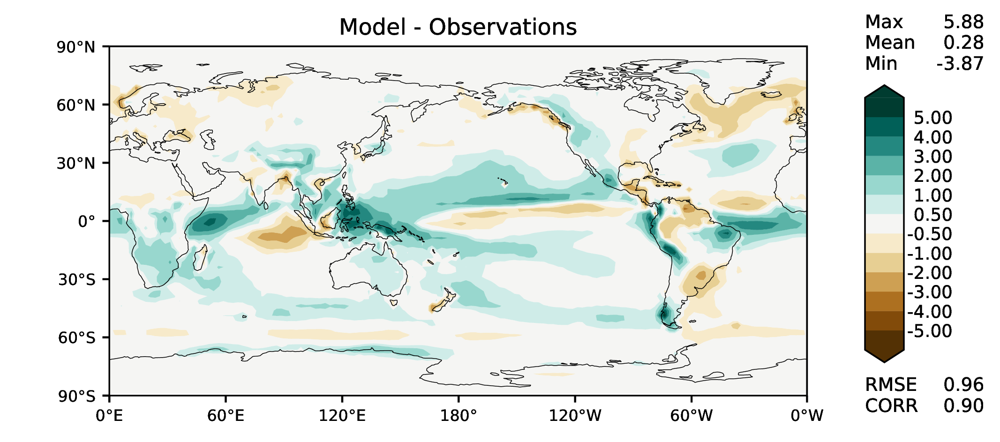 Model - Observations
Max 5.88
Mean 0.28
Min -3.87
90°N
60°N
30°N
0°
30°S
60°S
90°S
0°E 60°E 120°E 180° 120°W 60°W 0°W
5.00
4.00
3.00
2.00
1.00
0.50
-0.50
-1.00
-2.00
-3.00
-4.00
-5.00
RMSE 0.96
CORR 0.90